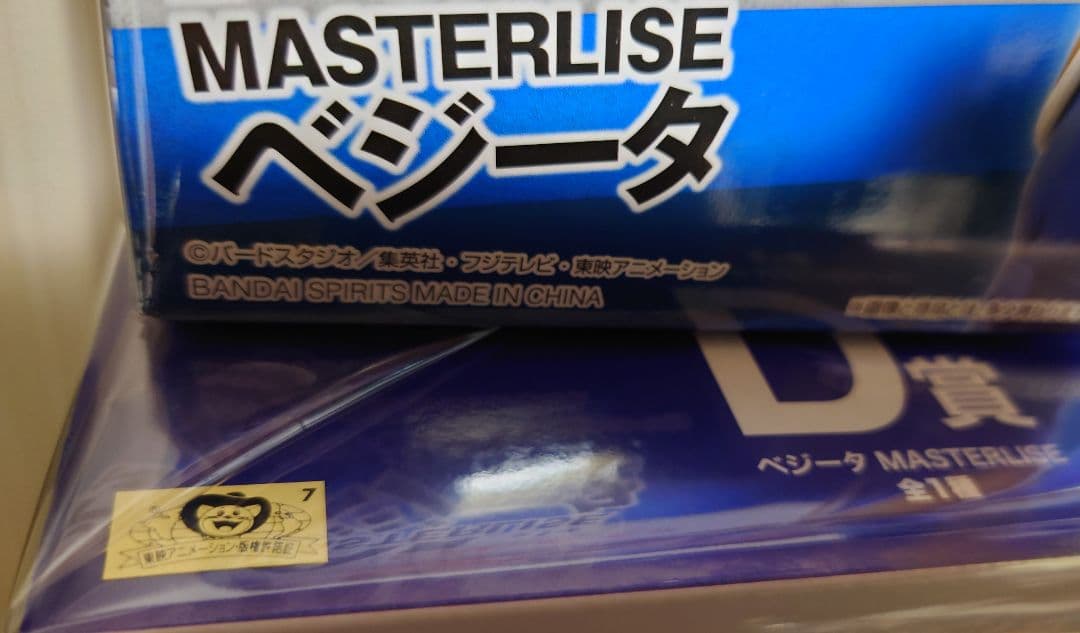 MASTERLISE
ベジータ
©バードスタジオ／集英社・フジテレビ・東映アニメーション
BANDAI SPIRITS MADE IN CHINA
D賞
ベジータ MASTERLISE
全1種
7
東映アニメーション・版権許諾証